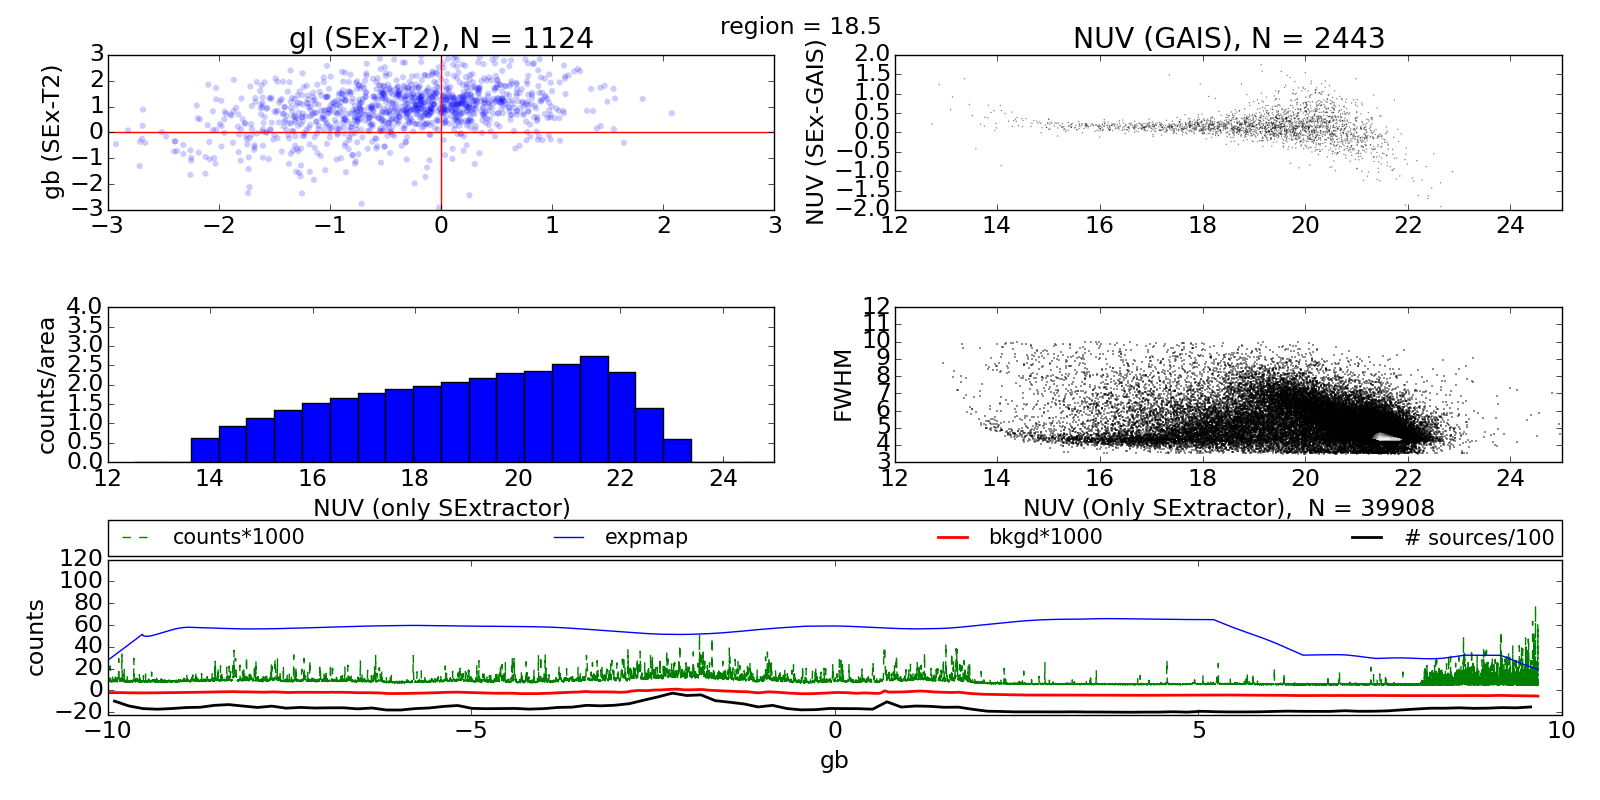 region = 18.5
gl (SEx-T2), N = 1124
gb (SEx-T2)
3
2
1
0
−1
−2
−3
−3 −2 −1 0 1 2 3
NUV (GAIS), N = 2443
NUV (SEx-GAIS)
2.0
1.5
1.0
0.5
0.0
−0.5
−1.0
−1.5
−2.0
12 14 16 18 20 22 24
counts/area
4.0
3.5
3.0
2.5
2.0
1.5
1.0
0.5
0.0
12 14 16 18 20 22 24
NUV (only SExtractor)
FWHM
12
11
10
9
8
7
6
5
4
3
12 14 16 18 20 22 24
NUV (Only SExtractor), N = 39908
counts*1000 expmap bkgd*1000 # sources/100
counts
120
100
80
60
40
20
0
−20
−10 −5 0 5 10
gb